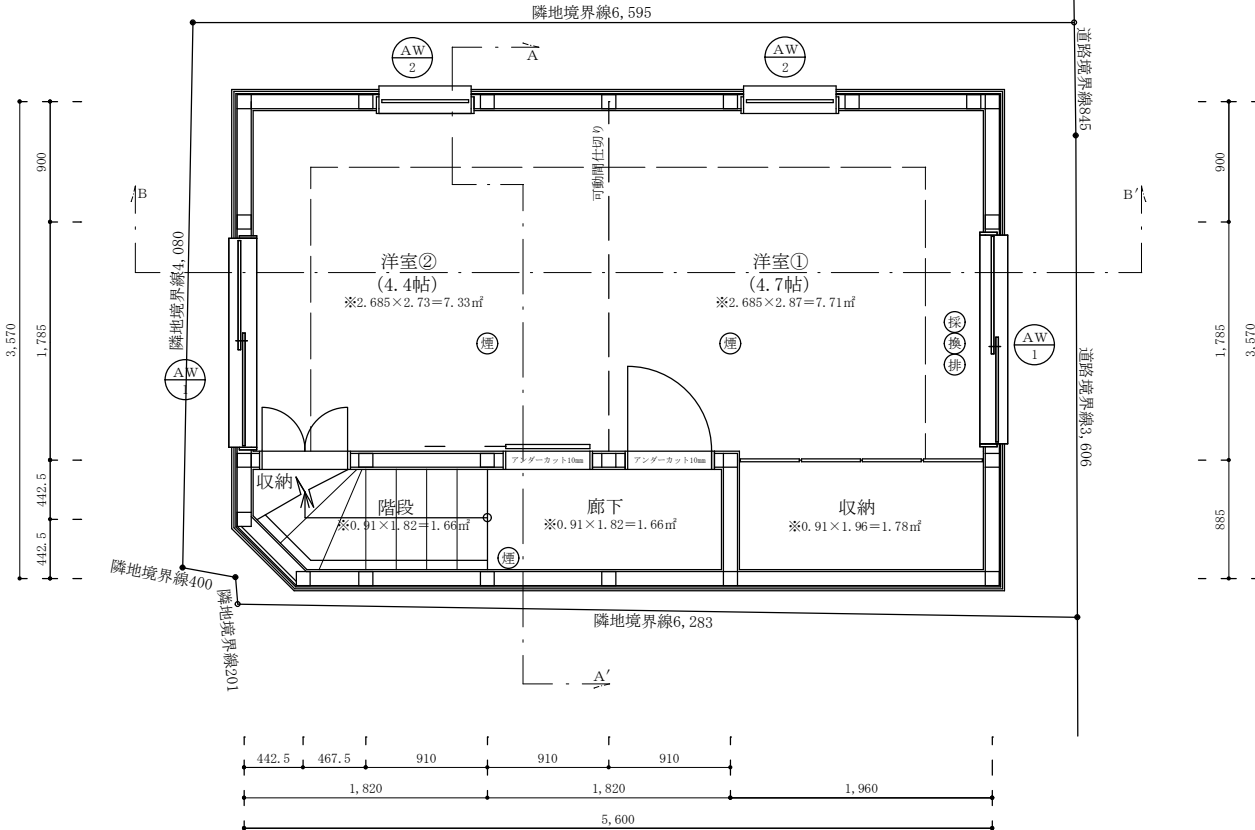 隣地境界線6,595
AW
2
A
AW
2
道路境界線845
900
900
可動間仕切り
B
B'
隣地境界線4,080
洋室②
(4.4帖)
※2.685×2.73=7.33㎡
洋室①
(4.7帖)
※2.685×2.87=7.71㎡
3,570
1,785
煙
煙
採
換
排
AW
1
1,785
3,570
AW
1
道路境界線3,606
アンダーカット10mm
アンダーカット10mm
収納
階段
※0.91×1.82=1.66㎡
廊下
※0.91×1.82=1.66㎡
収納
※0.91×1.96=1.78㎡
442.5
442.5
885
煙
隣地境界線400
隣地境界線201
隣地境界線6,283
A'
442.5
467.5
910
910
910
1,820
1,820
1,960
5,600